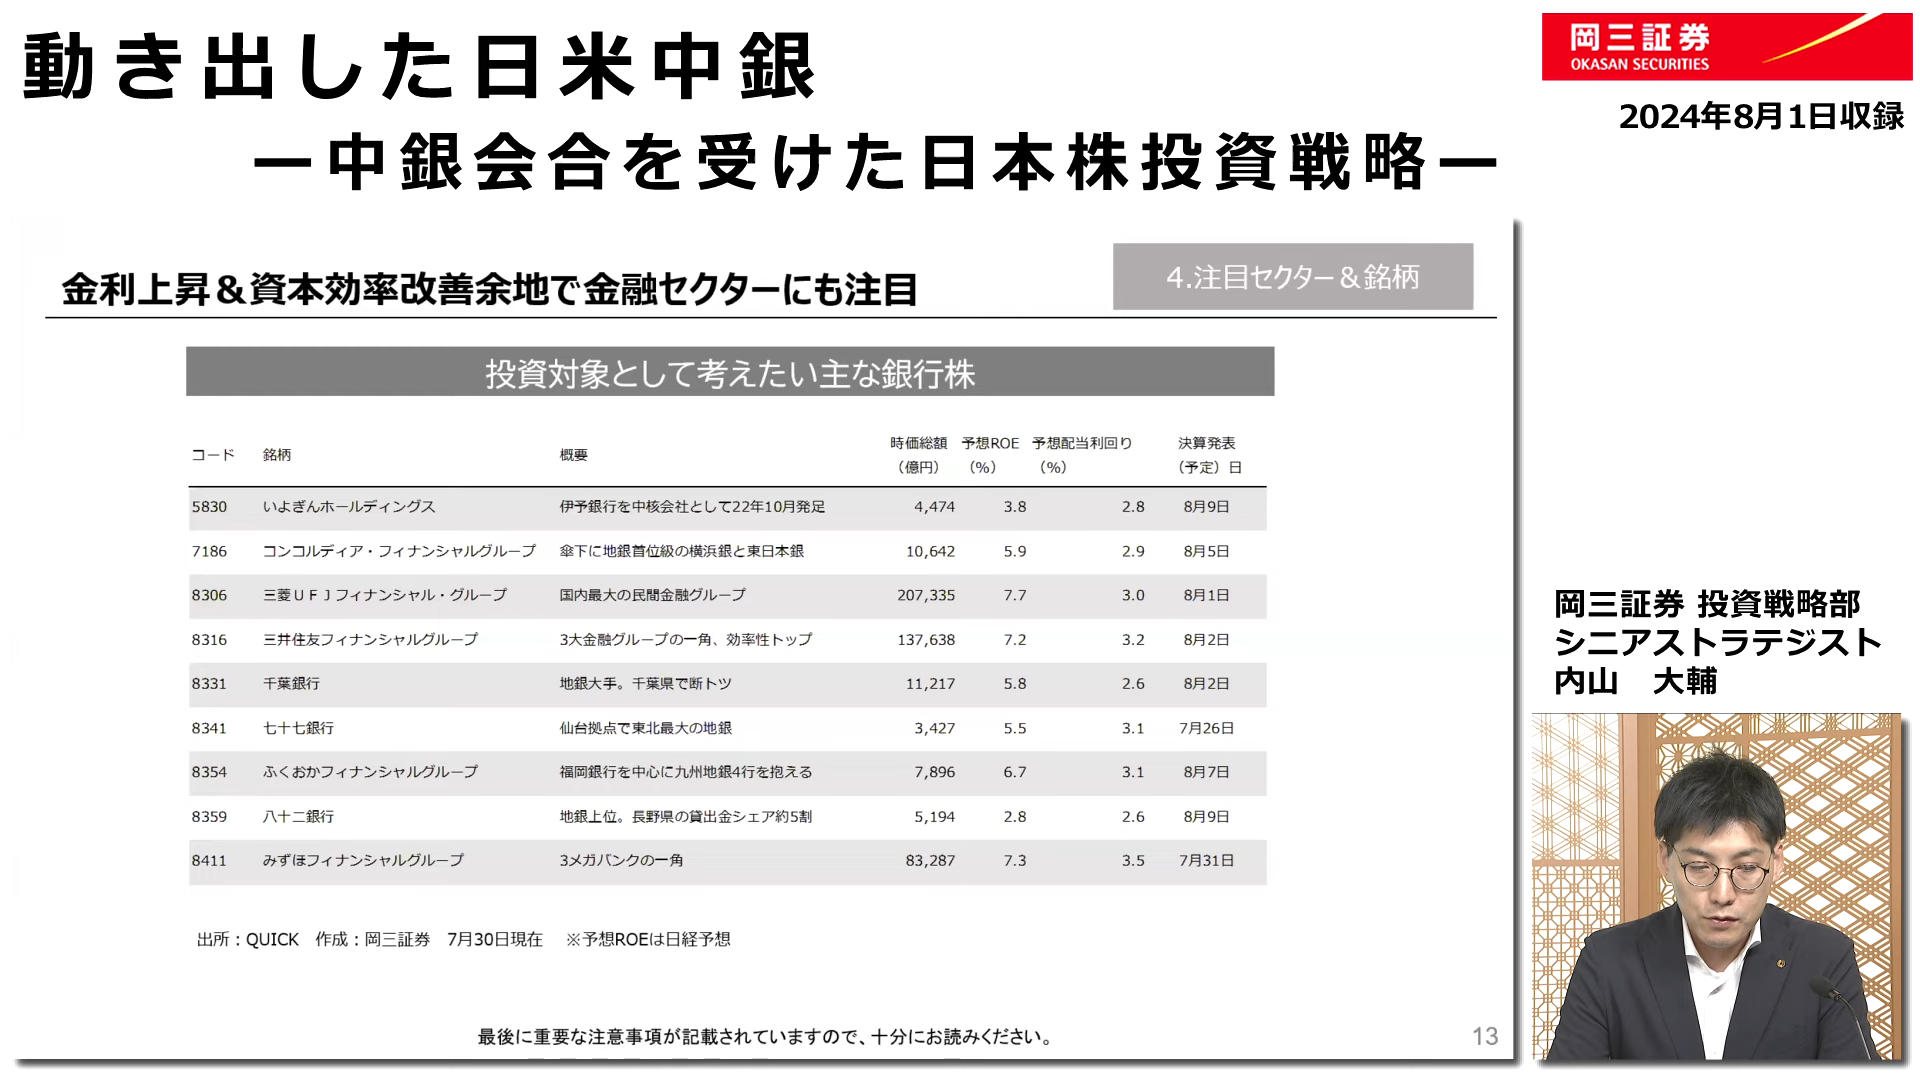 動き出した日米中銀
ー中銀会合を受けた日本株投資戦略ー
岡三証券
OKASAN SECURITIES
2024年8月1日収録
金利上昇＆資本効率改善余地で金融セクターにも注目
4.注目セクター＆銘柄
投資対象として考えたい主な銀行株
コード 銘柄 概要 時価総額（億円） 予想ROE（%） 予想配当利回り（%） 決算発表（予定）日
5830 いよぎんホールディングス 伊予銀行を中核会社として22年10月発足 4,474 3.8 2.8 8月9日
7186 コンコルディア・フィナンシャルグループ 傘下に地銀首位級の横浜銀と東日本銀 10,642 5.9 2.9 8月5日
8306 三菱ＵＦＪフィナンシャル・グループ 国内最大の民間金融グループ 207,335 7.7 3.0 8月1日
8316 三井住友フィナンシャルグループ 3大金融グループの一角、効率性トップ 137,638 7.2 3.2 8月2日
8331 千葉銀行 地銀大手。千葉県で断トツ 11,217 5.8 2.6 8月2日
8341 七十七銀行 仙台拠点で東北最大の地銀 3,427 5.5 3.1 7月26日
8354 ふくおかフィナンシャルグループ 福岡銀行を中心に九州地銀4行を抱える 7,896 6.7 3.1 8月7日
8359 八十二銀行 地銀上位。長野県の貸出金シェア約5割 5,194 2.8 2.6 8月9日
8411 みずほフィナンシャルグループ 3メガバンクの一角 83,287 7.3 3.5 7月31日
出所：QUICK 作成：岡三証券 7月30日現在 ※予想ROEは日経予想
最後に重要な注意事項が記載されていますので、十分にお読みください。
13
岡三証券 投資戦略部
シニアストラテジスト
内山 大輔